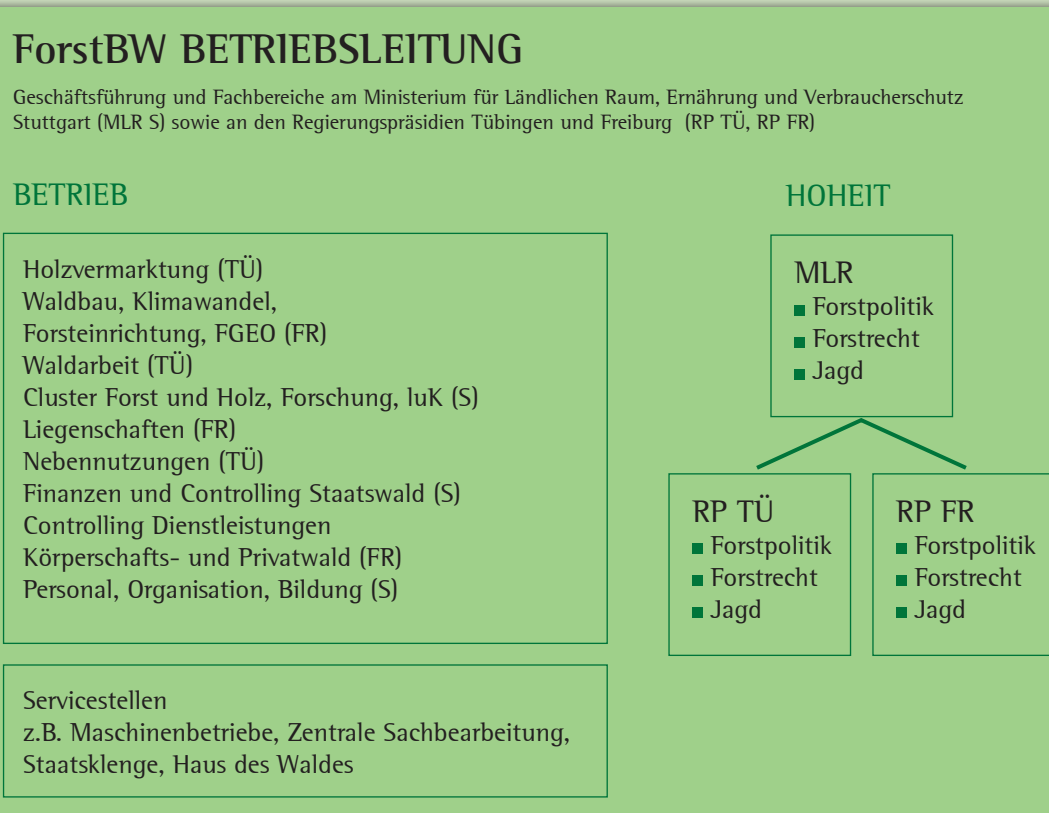 ForstBW BETRIEBSLEITUNG
Geschäftsführung und Fachbereiche am Ministerium für Ländlichen Raum, Ernährung und Verbraucherschutz
Stuttgart (MLR S) sowie an den Regierungspräsidien Tübingen und Freiburg (RP TÜ, RP FR)
BETRIEB
Holzvermarktung (TÜ)
Waldbau, Klimawandel,
Forsteinrichtung, FGEO (FR)
Waldarbeit (TÜ)
Cluster Forst und Holz, Forschung, IuK (S)
Liegenschaften (FR)
Nebennutzungen (TÜ)
Finanzen und Controlling Staatswald (S)
Controlling Dienstleistungen
Körperschafts- und Privatwald (FR)
Personal, Organisation, Bildung (S)
Servicestellen
z.B. Maschinenbetriebe, Zentrale Sachbearbeitung,
Staatsklenge, Haus des Waldes
HOHEIT
MLR
Forstpolitik
Forstrecht
Jagd
RP TÜ
Forstpolitik
Forstrecht
Jagd
RP FR
Forstpolitik
Forstrecht
Jagd